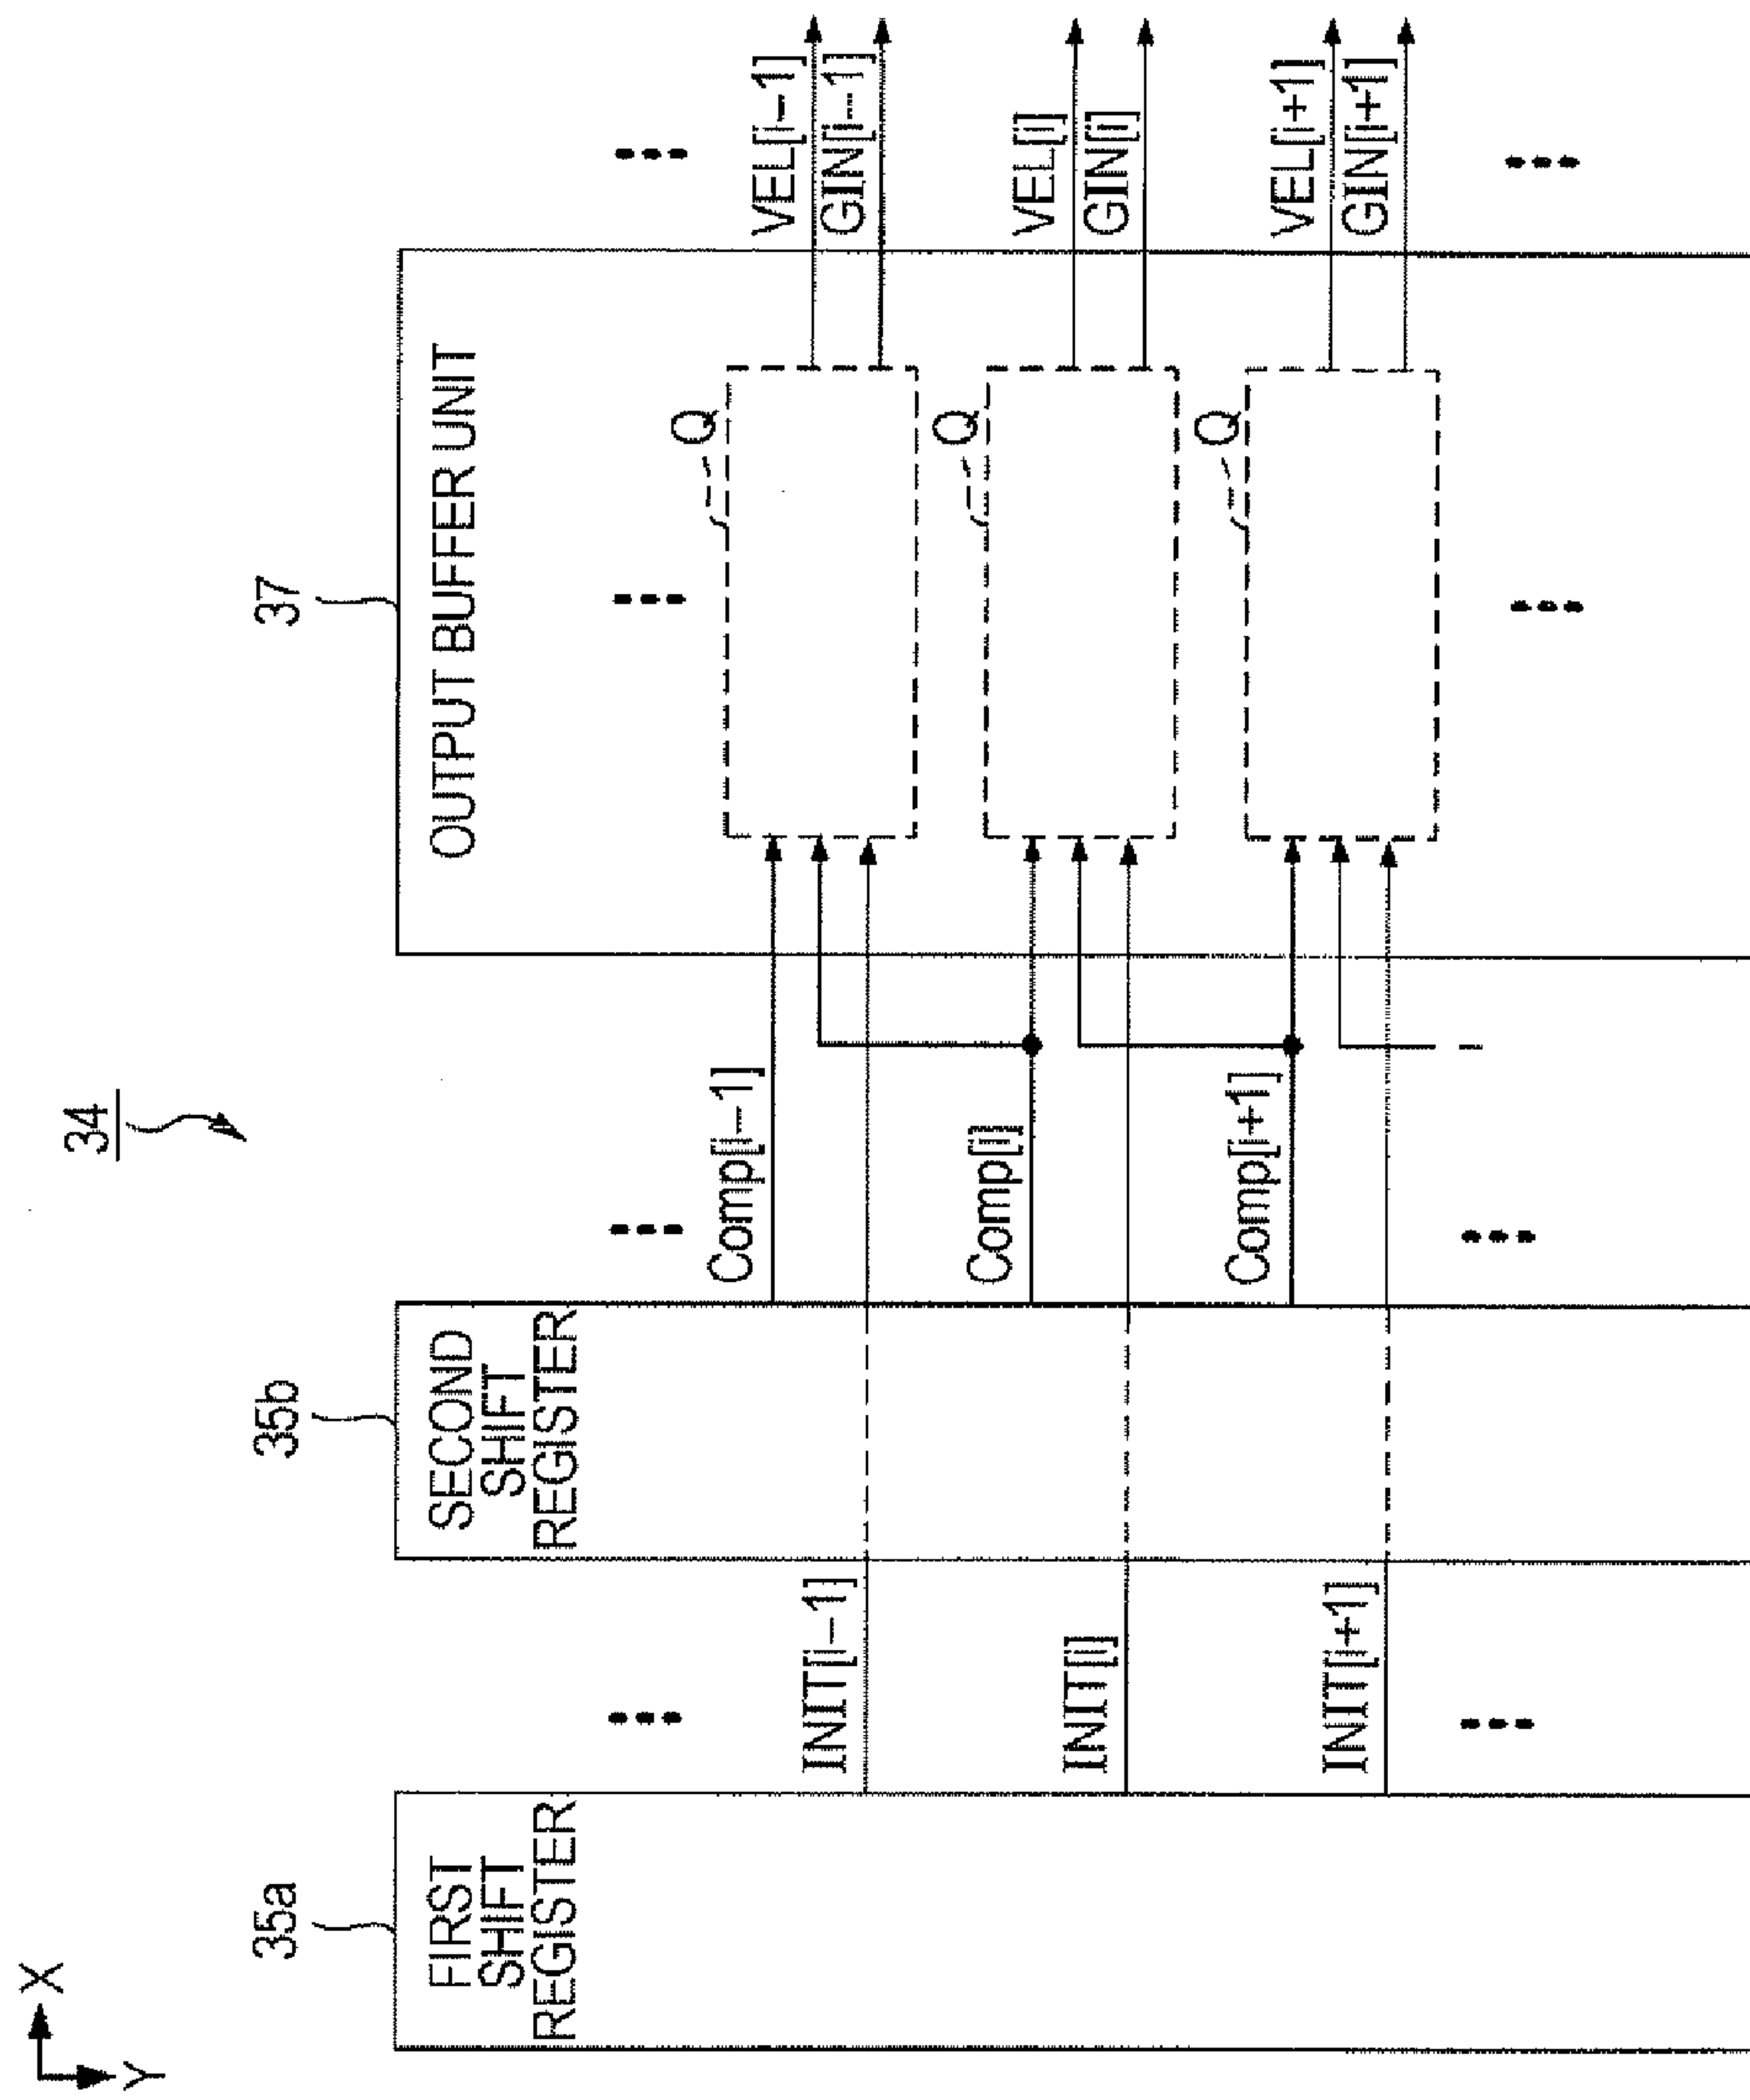 34
X
Y
35a
35b
37
FIRST
SHIFT
REGISTER
SECOND
SHIFT
REGISTER
OUTPUT BUFFER UNIT
Comp[i−1]
INIT[i−1]
Q
VEL[i−1]
GIN[i−1]
Comp[i]
INIT[i]
Q
VEL[i]
GIN[i]
Comp[i+1]
INIT[i+1]
Q
VEL[i+1]
GIN[i+1]